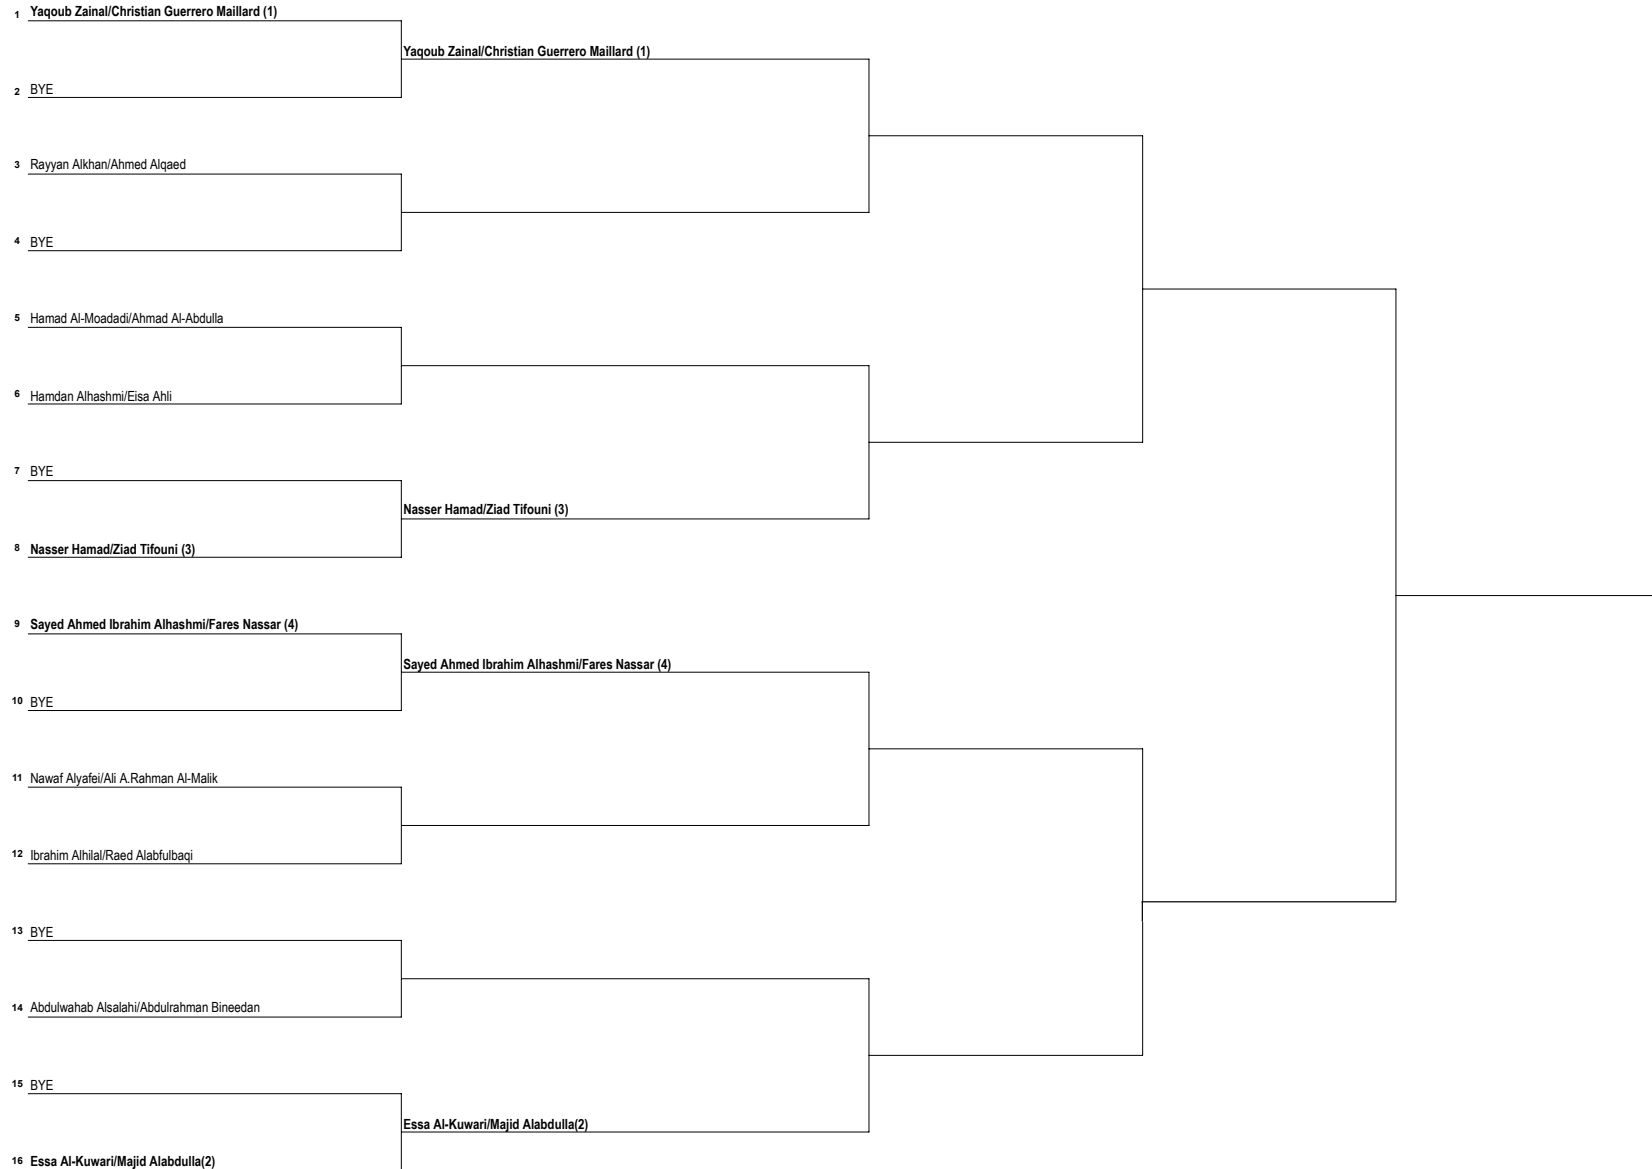 1 Yaqoub Zainal/Christian Guerrero Maillard (1)
Yaqoub Zainal/Christian Guerrero Maillard (1)
2 BYE
3 Rayyan Alkhan/Ahmed Alqaed
4 BYE
5 Hamad Al-Moadadi/Ahmad Al-Abdulla
6 Hamdan Alhashmi/Eisa Ahli
7 BYE
Nasser Hamad/Ziad Tifouni (3)
8 Nasser Hamad/Ziad Tifouni (3)
9 Sayed Ahmed Ibrahim Alhashmi/Fares Nassar (4)
Sayed Ahmed Ibrahim Alhashmi/Fares Nassar (4)
10 BYE
11 Nawaf Alyafei/Ali A.Rahman Al-Malik
12 Ibrahim Alhilal/Raed Alabfulbaqi
13 BYE
14 Abdulwahab Alsalahi/Abdulrahman Bineedan
15 BYE
Essa Al-Kuwari/Majid Alabdulla(2)
16 Essa Al-Kuwari/Majid Alabdulla(2)